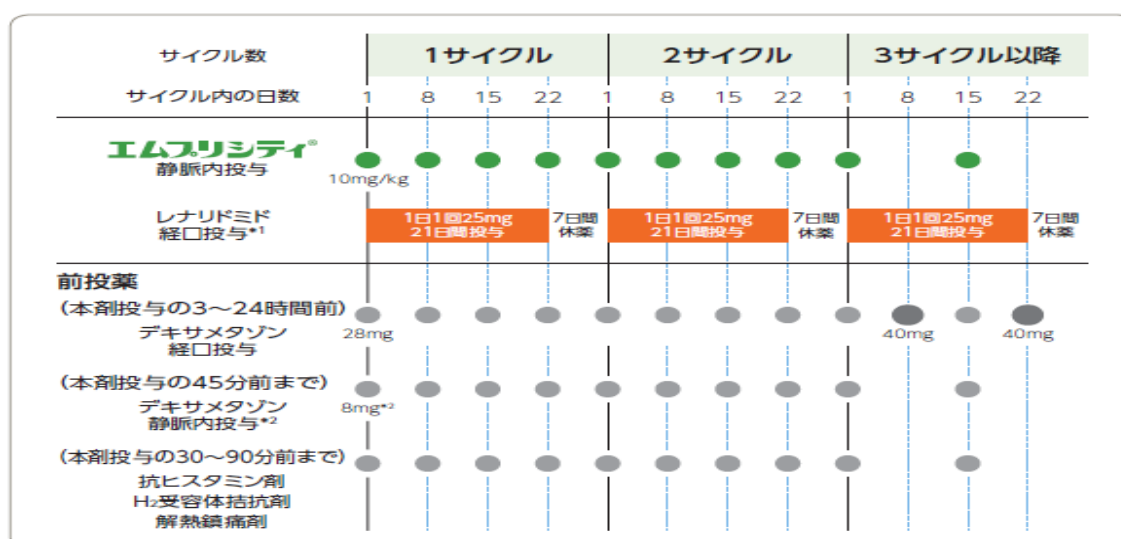 サイクル数 1サイクル 2サイクル 3サイクル以降
サイクル内の日数 1 8 15 22 1 8 15 22 1 8 15 22
エムプリシティ®
静脈内投与
10mg/kg
レナリドミド
経口投与*1
1日1回25mg
21日間投与
7日間
休薬
1日1回25mg
21日間投与
7日間
休薬
1日1回25mg
21日間投与
7日間
休薬
前投薬
(本剤投与の3〜24時間前)
デキサメタゾン
経口投与
28mg 40mg 40mg
(本剤投与の45分前まで)
デキサメタゾン
静脈内投与*2
8mg*2
(本剤投与の30〜90分前まで)
抗ヒスタミン剤
H2受容体拮抗剤
解熱鎮痛剤